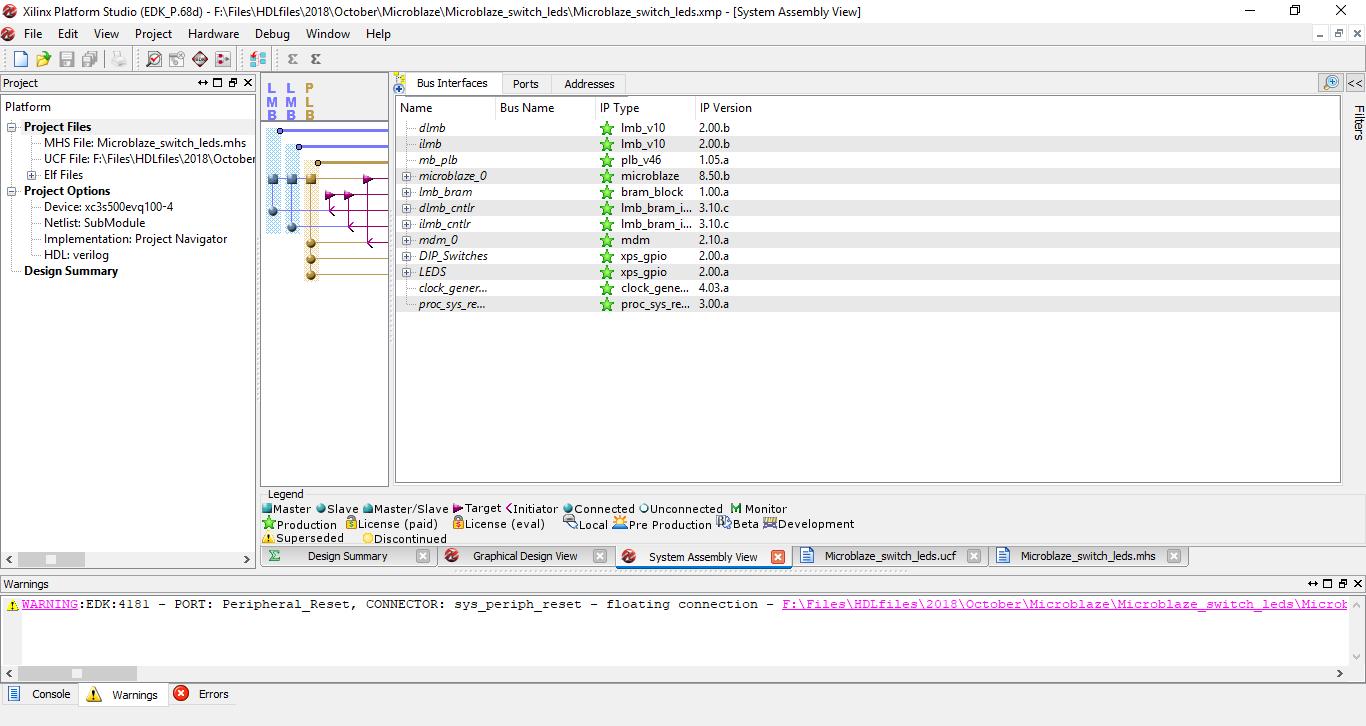 Xilinx Platform Studio (EDK_P.68d) - F:\Files\HDLfiles\2018\October\Microblaze\Microblaze_switch_leds\Microblaze_switch_leds.xmp - [System Assembly View]
File Edit View Project Hardware Debug Window Help
Project
Platform
Project Files
MHS File: Microblaze_switch_leds.mhs
UCF File: F:\Files\HDLfiles\2018\October
Elf Files
Project Options
Device: xc3s500evq100-4
Netlist: SubModule
Implementation: Project Navigator
HDL: verilog
Design Summary
LMB LMB PLB
Bus Interfaces Ports Addresses
<<
Filters
Name Bus Name IP Type IP Version
dlmb lmb_v10 2.00.b
ilmb lmb_v10 2.00.b
mb_plb plb_v46 1.05.a
microblaze_0 microblaze 8.50.b
lmb_bram bram_block 1.00.a
dlmb_cntlr lmb_bram_i... 3.10.c
ilmb_cntlr lmb_bram_i... 3.10.c
mdm_0 mdm 2.10.a
DIP_Switches xps_gpio 2.00.a
LEDS xps_gpio 2.00.a
clock_gener... clock_gene... 4.03.a
proc_sys_re... proc_sys_re... 3.00.a
Legend
Master Slave Master/Slave Target Initiator Connected Unconnected M Monitor
Production License (paid) License (eval) Local Pre Production Beta Development
Superseded Discontinued
Design Summary Graphical Design View System Assembly View Microblaze_switch_leds.ucf Microblaze_switch_leds.mhs
Warnings
WARNING:EDK:4181 - PORT: Peripheral_Reset, CONNECTOR: sys_periph_reset - floating connection - F:\Files\HDLfiles\2018\October\Microblaze\Microblaze_switch_leds\Microb
Console Warnings Errors